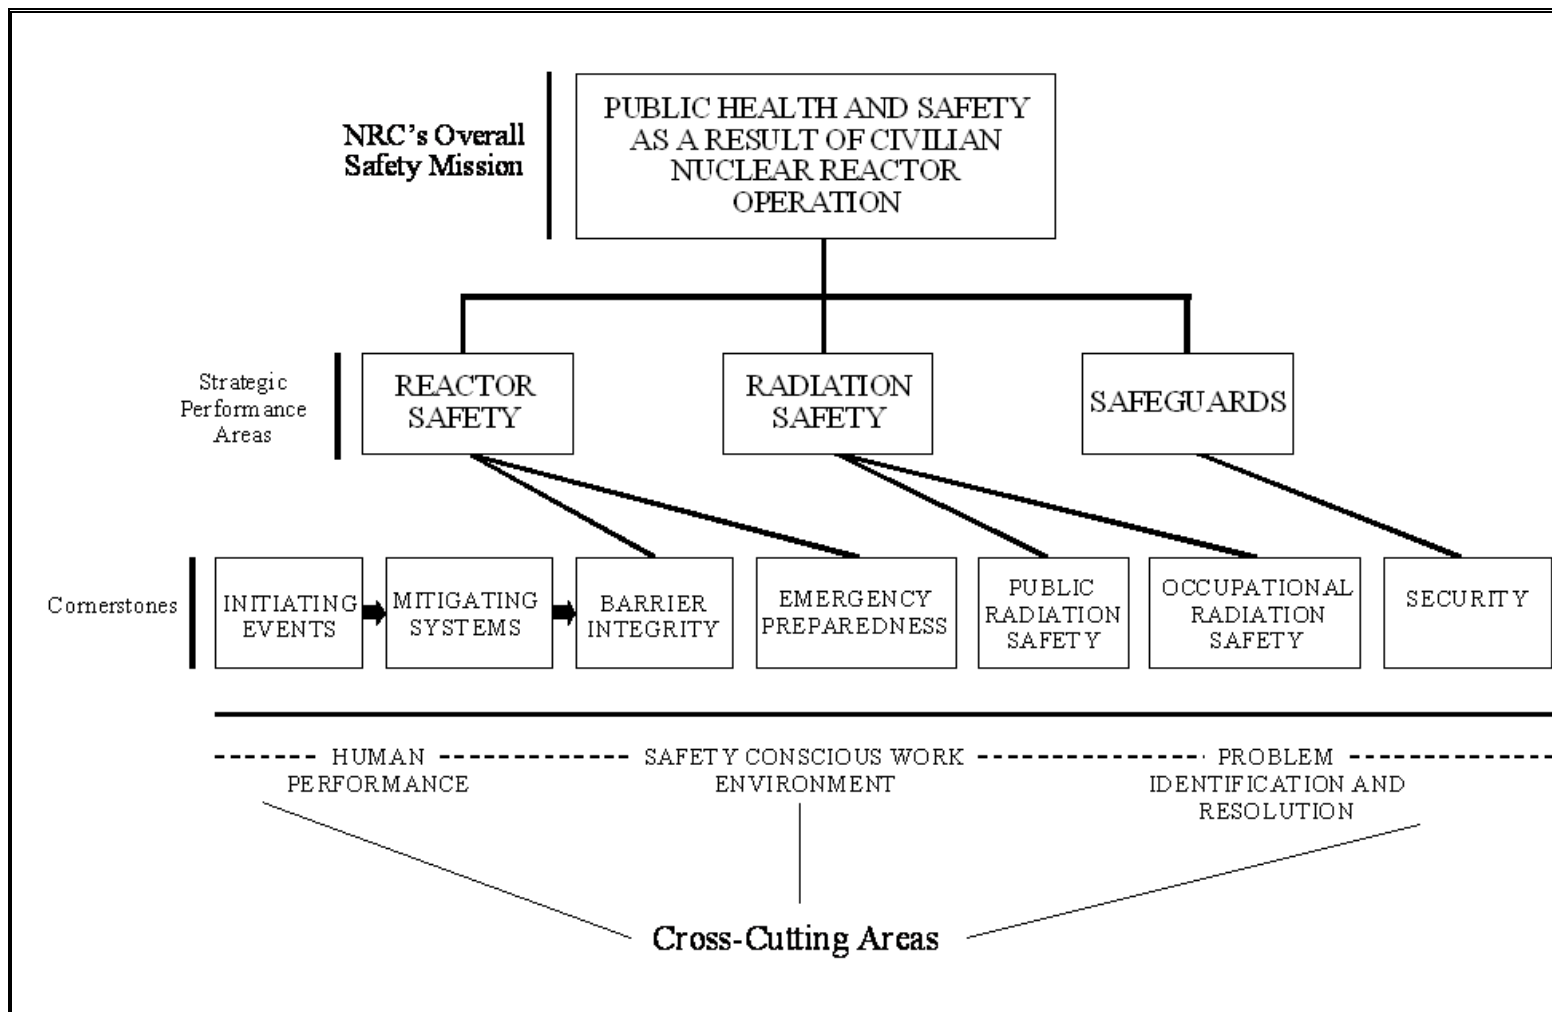 NRC's Overall
Safety Mission
PUBLIC HEALTH AND SAFETY
AS A RESULT OF CIVILIAN
NUCLEAR REACTOR
OPERATION
Strategic
Performance
Areas
REACTOR
SAFETY
RADIATION
SAFETY
SAFEGUARDS
Cornerstones
INITIATING
EVENTS
MITIGATING
SYSTEMS
BARRIER
INTEGRITY
EMERGENCY
PREPAREDNESS
PUBLIC
RADIATION
SAFETY
OCCUPATIONAL
RADIATION
SAFETY
SECURITY
HUMAN
PERFORMANCE
SAFETY CONSCIOUS WORK
ENVIRONMENT
PROBLEM
IDENTIFICATION AND
RESOLUTION
Cross-Cutting Areas